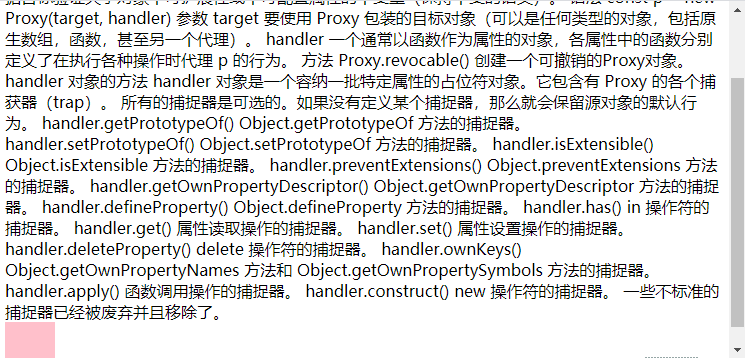 Proxy(target, handler) 参数 target 要使用 Proxy 包装的目标对象（可以是任何类型的对象，包括原
生数组，函数，甚至另一个代理）。 handler 一个通常以函数作为属性的对象，各属性中的函数分别
定义了在执行各种操作时代理 p 的行为。 方法 Proxy.revocable() 创建一个可撤销的Proxy对象。
handler 对象的方法 handler 对象是一个容纳一批特定属性的占位符对象。它包含有 Proxy 的各个捕
获器（trap）。 所有的捕捉器是可选的。如果没有定义某个捕捉器，那么就会保留源对象的默认行
为。 handler.getPrototypeOf() Object.getPrototypeOf 方法的捕捉器。
handler.setPrototypeOf() Object.setPrototypeOf 方法的捕捉器。 handler.isExtensible()
Object.isExtensible 方法的捕捉器。 handler.preventExtensions() Object.preventExtensions 方法
的捕捉器。 handler.getOwnPropertyDescriptor() Object.getOwnPropertyDescriptor 方法的捕捉
器。 handler.defineProperty() Object.defineProperty 方法的捕捉器。 handler.has() in 操作符的
捕捉器。 handler.get() 属性读取操作的捕捉器。 handler.set() 属性设置操作的捕捉器。
handler.deleteProperty() delete 操作符的捕捉器。 handler.ownKeys()
Object.getOwnPropertyNames 方法和 Object.getOwnPropertySymbols 方法的捕捉器。
handler.apply() 函数调用操作的捕捉器。 handler.construct() new 操作符的捕捉器。 一些不标准的
捕捉器已经被废弃并且移除了。